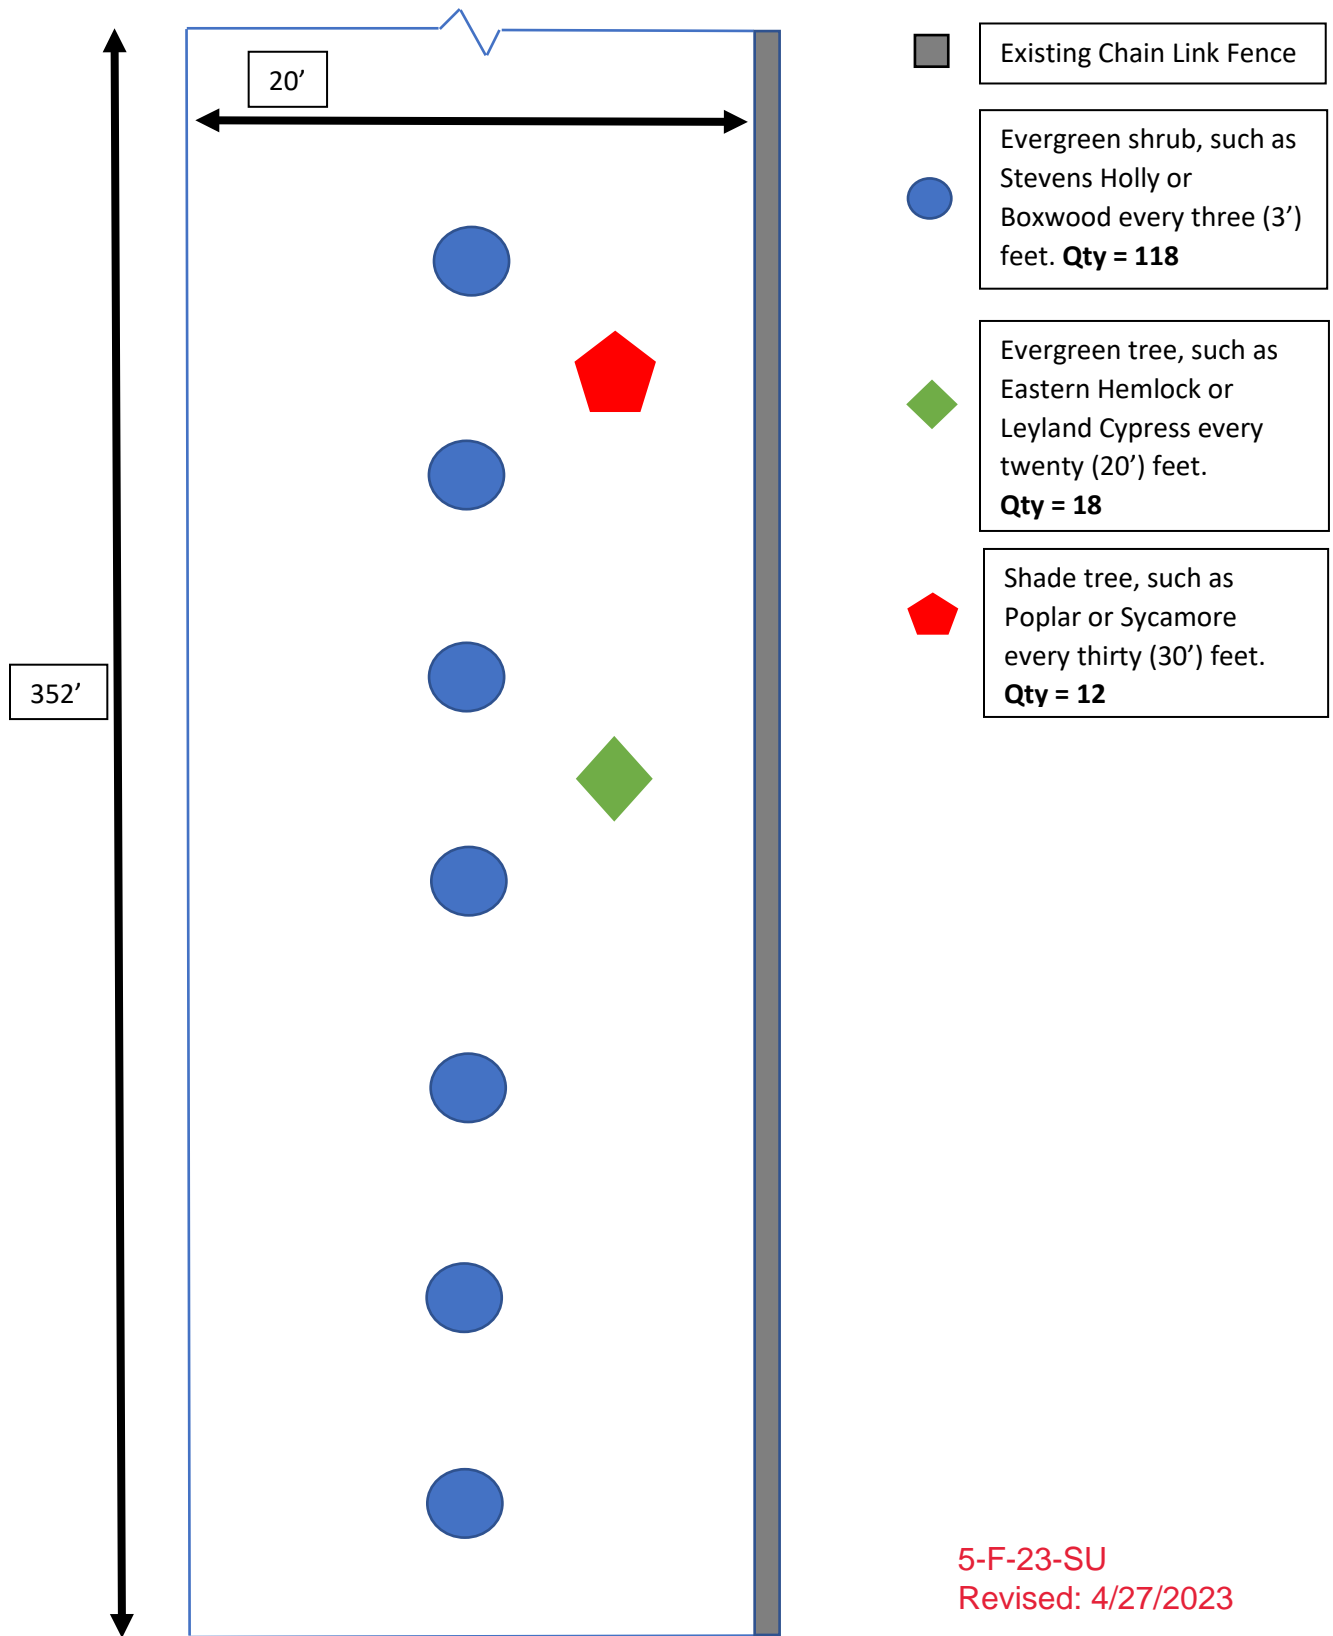 20’
352’
Existing Chain Link Fence
Evergreen shrub, such as
Stevens Holly or
Boxwood every three (3’)
feet. Qty = 118
Evergreen tree, such as
Eastern Hemlock or
Leyland Cypress every
twenty (20’) feet.
Qty = 18
Shade tree, such as
Poplar or Sycamore
every thirty (30’) feet.
Qty = 12
5-F-23-SU
Revised: 4/27/2023